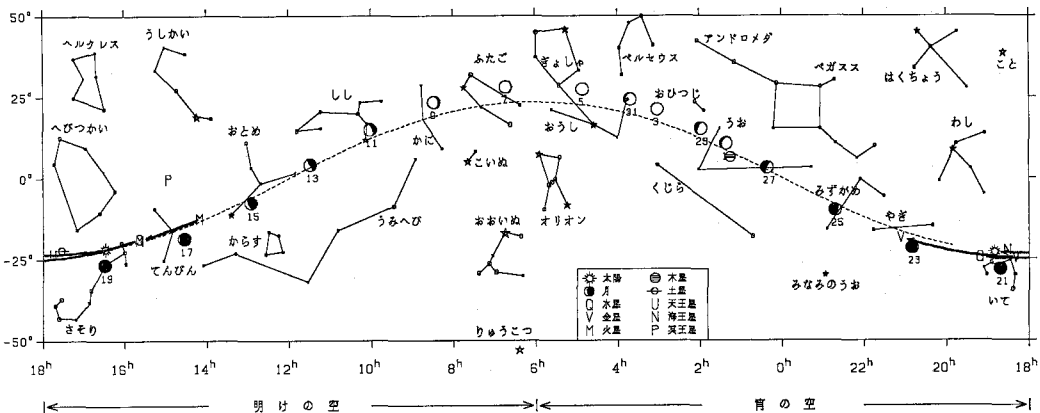 50°
25°
0°
-25°
-50°
ヘルクレス
うしかい
ふたご
ぎょしゃ
ペルセウス
アンドロメダ
ペガスス
はくちょう
こと
しし
おひつじ
へびつかい
おとめ
かに
おうし
うお
わし
P
こいぬ
くじら
みずがめ
M
からす
うみへび
おおいぬ
オリオン
やぎ
V
てんびん
みなみのうお
いて
さそり
りゅうこつ
Q
N
V
U
19
17
15
13
11
9
7
5
3
1
31
29
27
25
23
21
太陽
月
Q 水星
V 金星
M 火星
木星
土星
U 天王星
N 海王星
P 冥王星
18h 16h 14h 12h 10h 8h 6h 4h 2h 0h 22h 20h 18h
明けの空 宵の空